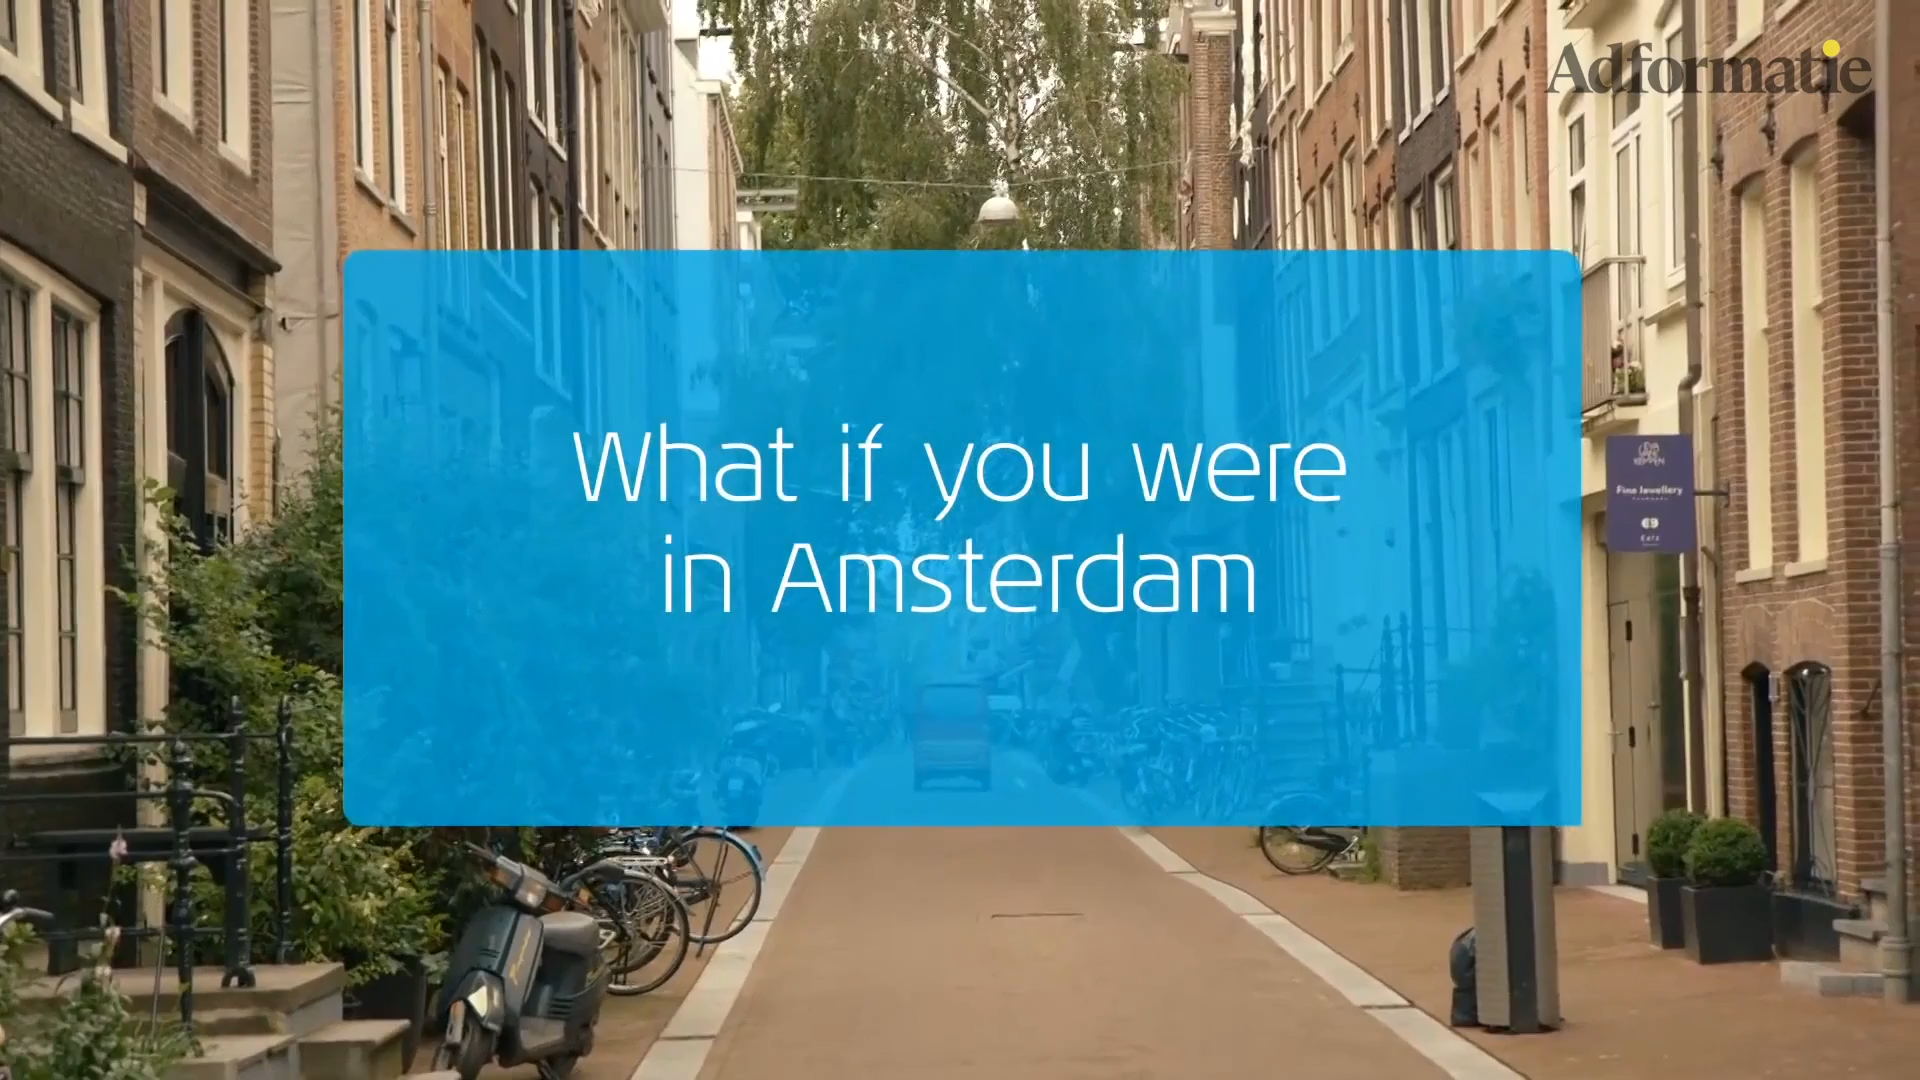 Adformatie
What if you were
in Amsterdam
Fine Jewellery